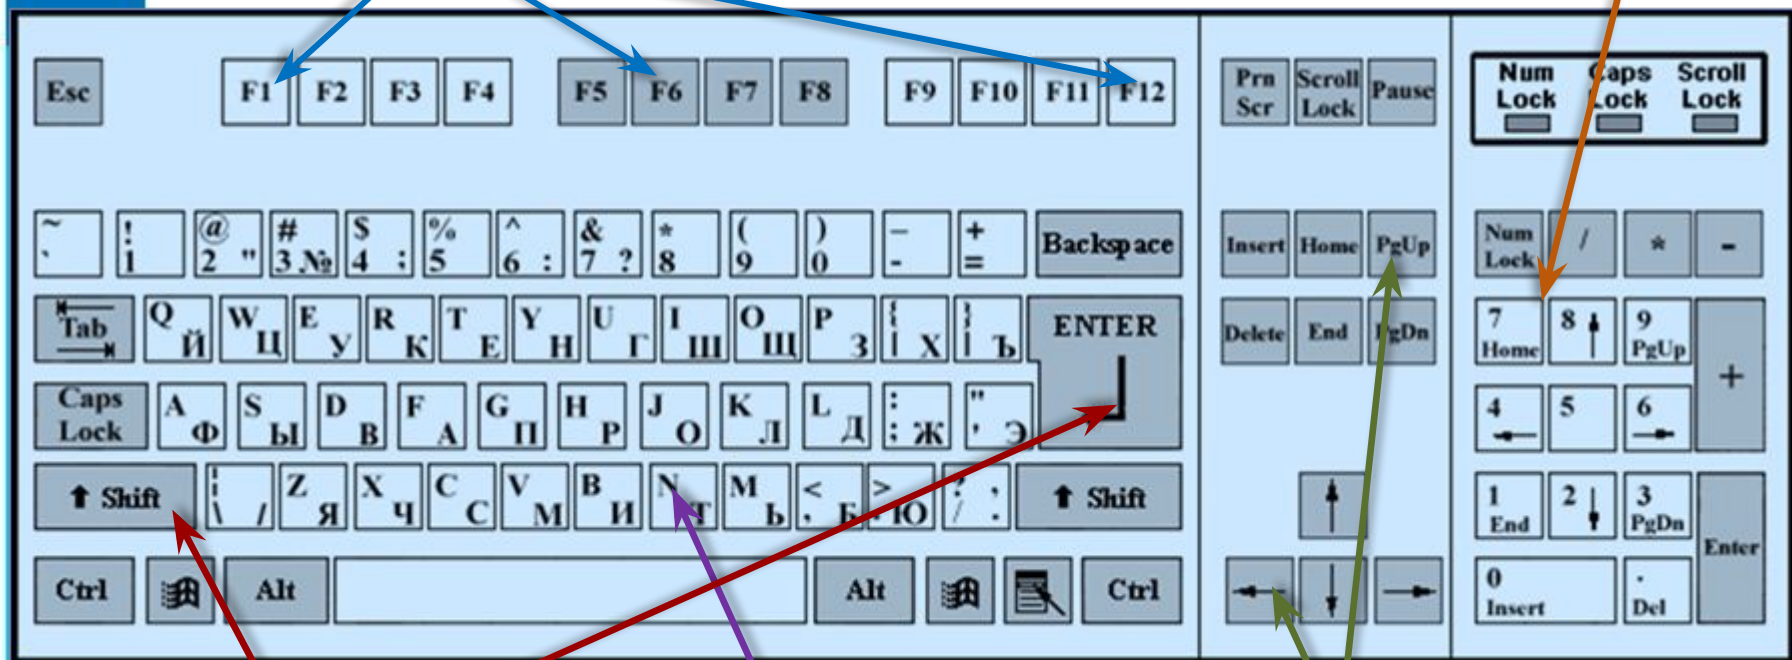 Esc F1 F2 F3 F4 F5 F6 F7 F8 F9 F10 F11 F12 Prn Scr Scroll Lock Pause Num Lock Caps Lock Scroll Lock
~ ` ! 1 @ 2 " # 3 № $ 4 ; % 5 ^ 6 : & 7 ? * 8 ( 9 ) 0 – - + = Backspace Insert Home PgUp Num Lock / * -
Tab Q Й W Ц E У R К T Е Y Н U Г I Ш O Щ P З { Х } Ъ ENTER Delete End PgDn 7 Home 8 9 PgUp +
Caps Lock A Ф S Ы D В F А G П H Р J О K Л L Д : ; Ж " ' Э 4 5 6
Shift \ / Z Я X Ч C С V М B И N Т M Ь < , Б > . Ю ? / , . Shift 1 End 2 3 PgDn Enter
Ctrl Alt Alt Ctrl 0 Insert . Del